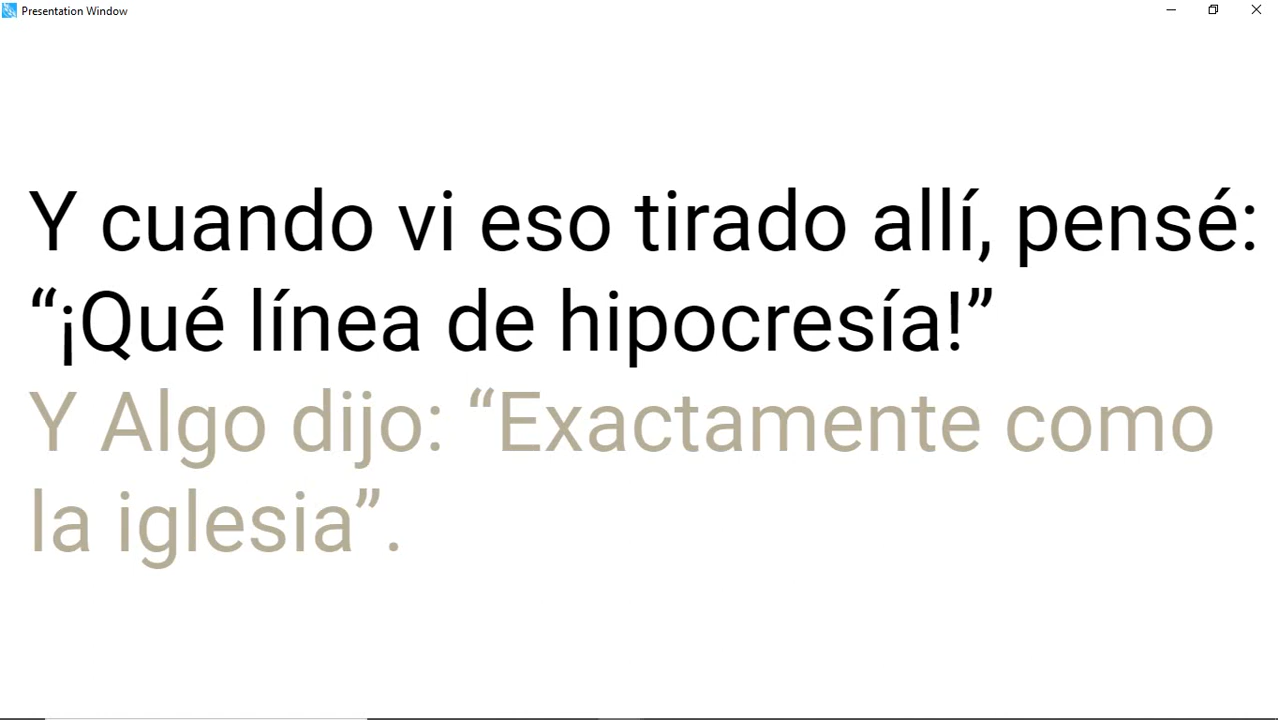 Presentation Window
Y cuando vi eso tirado allí, pensé:
“¡Qué línea de hipocresía!”
Y Algo dijo: “Exactamente como
la iglesia”.